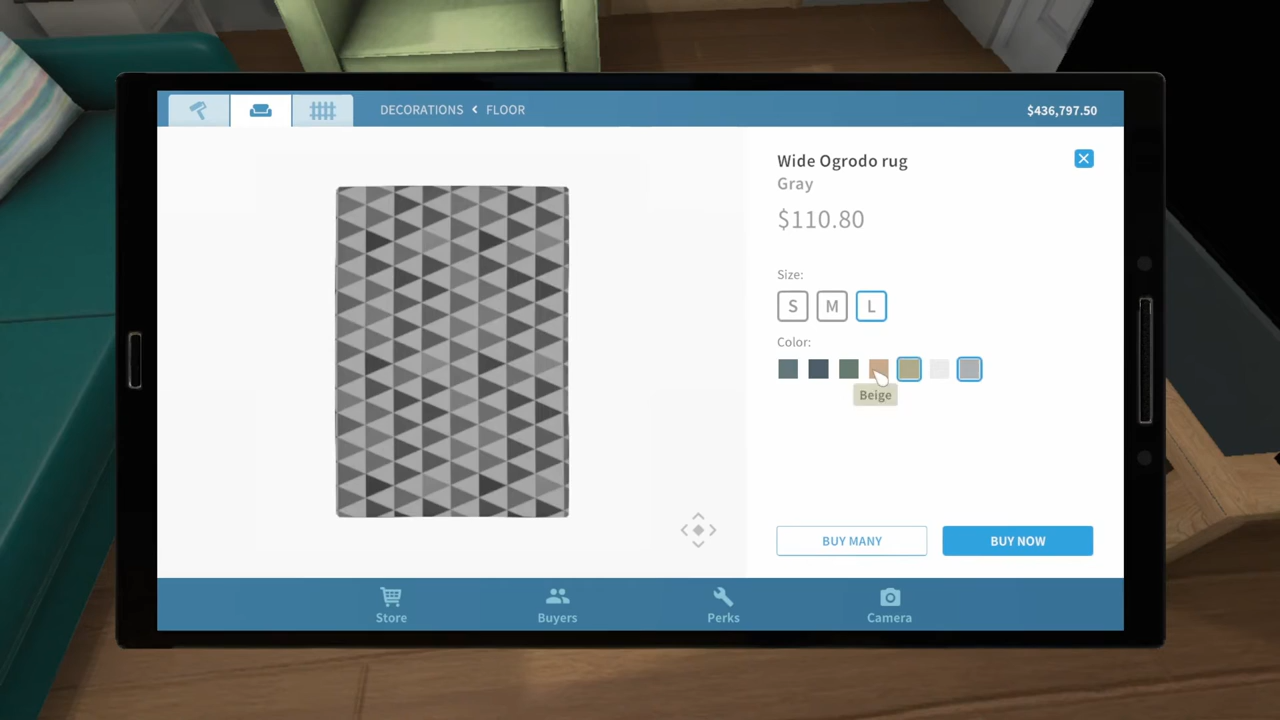 DECORATIONS < FLOOR
$436,797.50
Wide Ogrodo rug
Gray
$110.80
Size:
S M L
Color:
Beige
BUY MANY
BUY NOW
Store
Buyers
Perks
Camera